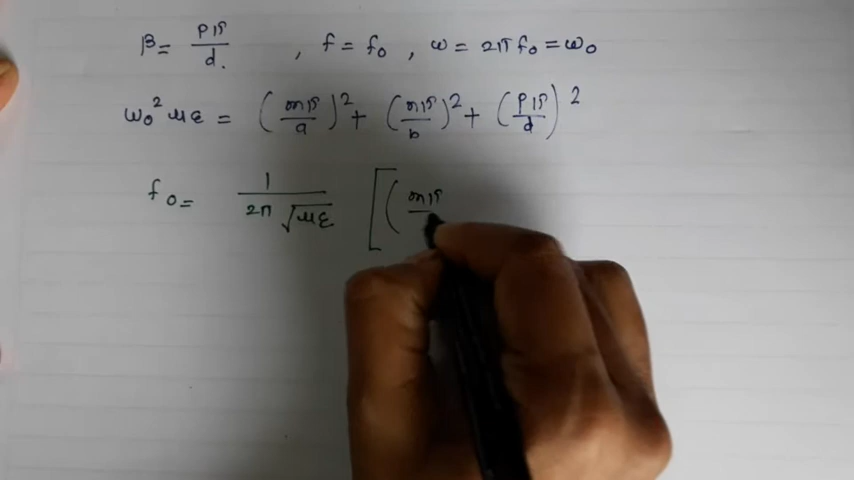 β = pπ/d. , f = f₀ , ω = 2π f₀ = ω₀
ω₀² με = (mπ/a)² + (nπ/b)² + (pπ/d)²
f₀ = 1/(2π √με) [(mπ/